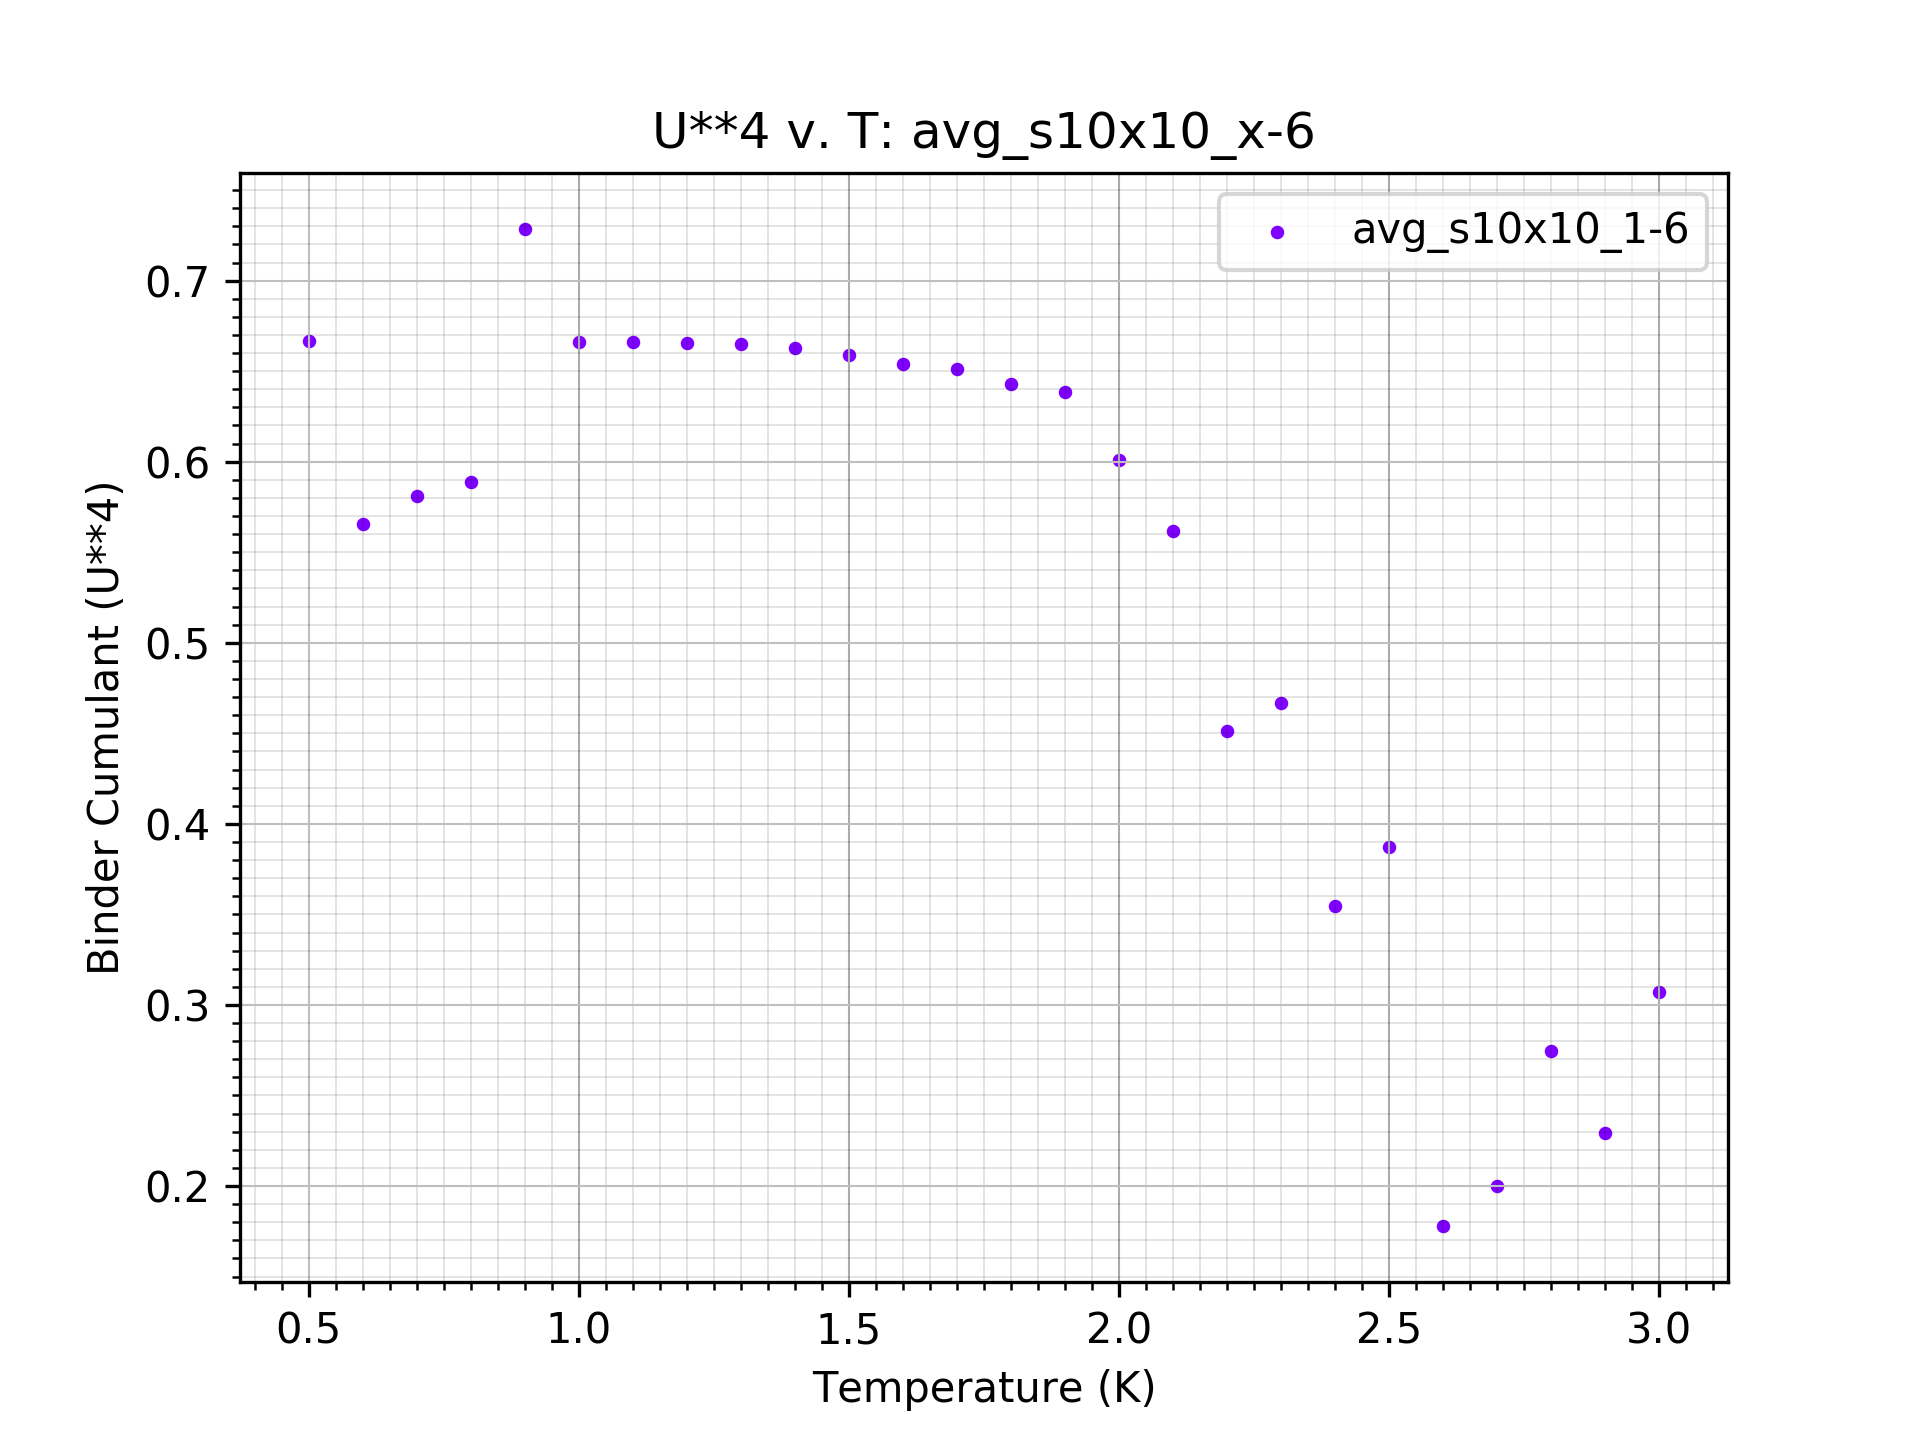 U**4 v. T: avg_s10x10_x-6
avg_s10x10_1-6
Binder Cumulant (U**4)
0.7
0.6
0.5
0.4
0.3
0.2
0.5 1.0 1.5 2.0 2.5 3.0
Temperature (K)